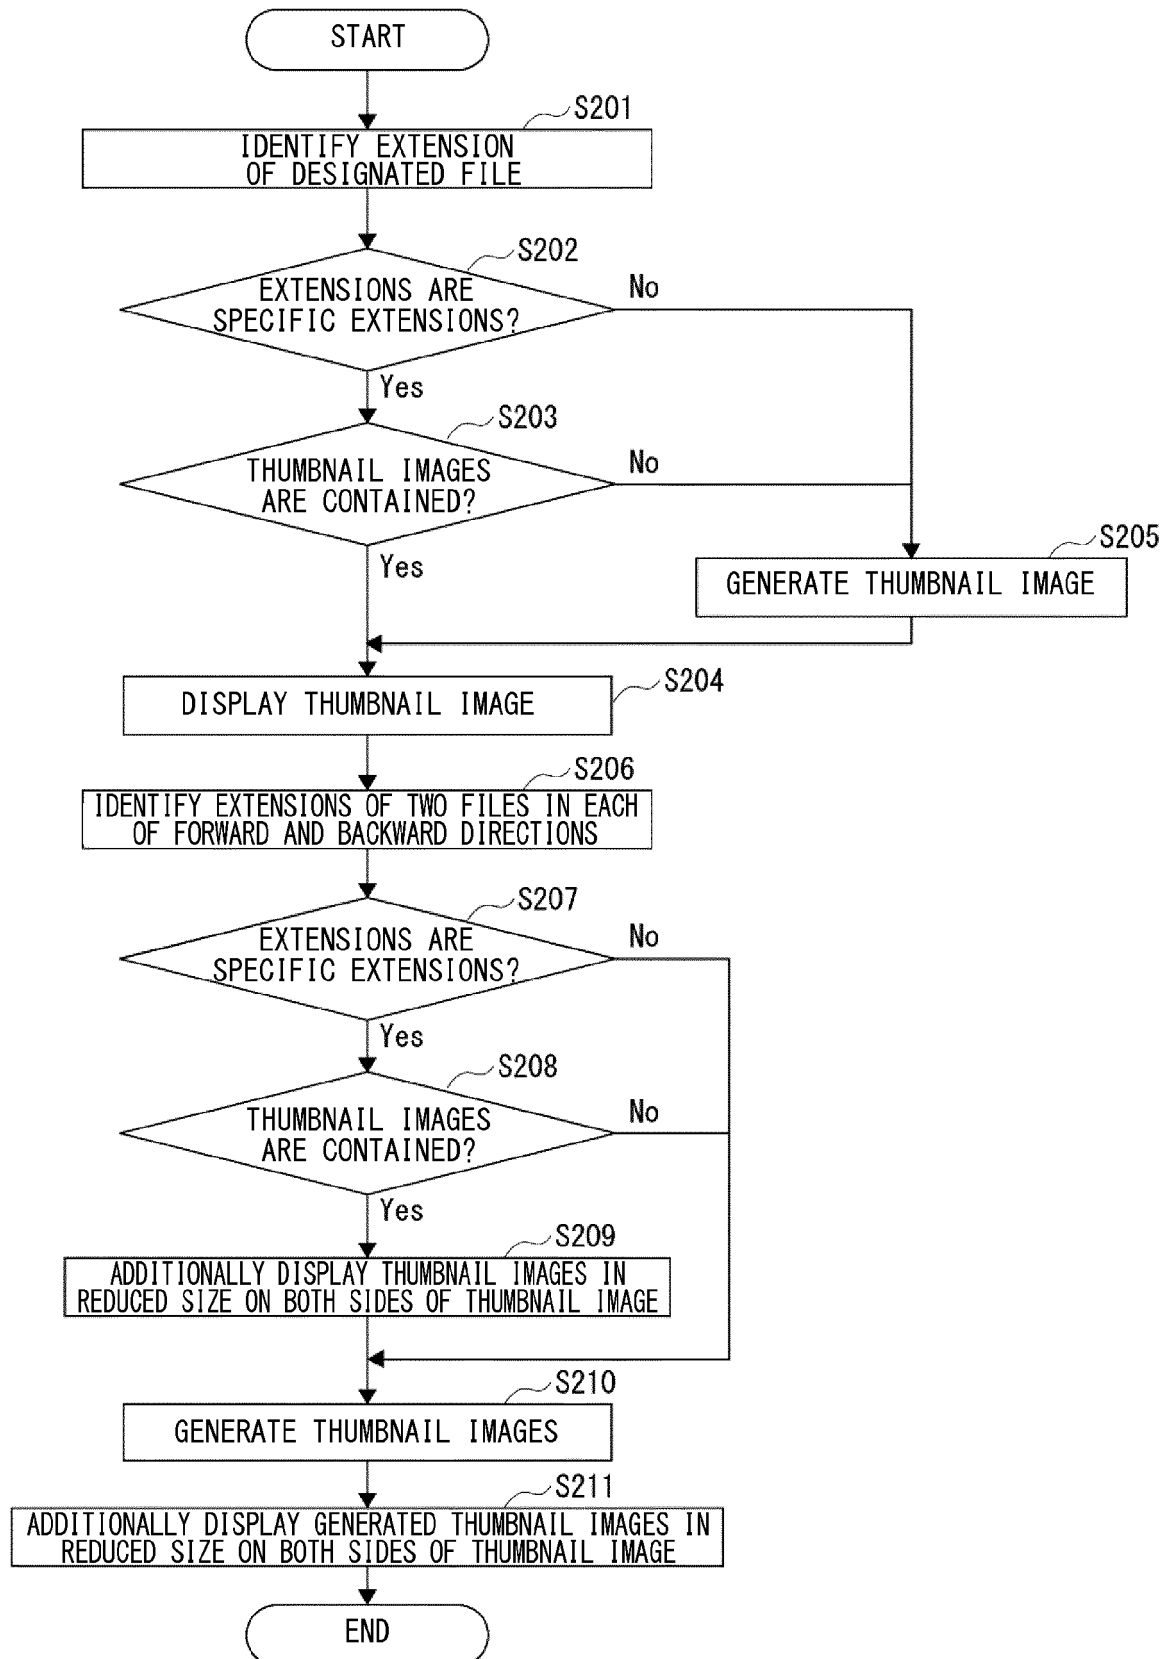 START
S201
IDENTIFY EXTENSION
OF DESIGNATED FILE
S202
EXTENSIONS ARE
SPECIFIC EXTENSIONS?
No
Yes
S203
THUMBNAIL IMAGES
ARE CONTAINED?
No
Yes
S205
GENERATE THUMBNAIL IMAGE
S204
DISPLAY THUMBNAIL IMAGE
S206
IDENTIFY EXTENSIONS OF TWO FILES IN EACH
OF FORWARD AND BACKWARD DIRECTIONS
S207
EXTENSIONS ARE
SPECIFIC EXTENSIONS?
No
Yes
S208
THUMBNAIL IMAGES
ARE CONTAINED?
No
Yes
S209
ADDITIONALLY DISPLAY THUMBNAIL IMAGES IN
REDUCED SIZE ON BOTH SIDES OF THUMBNAIL IMAGE
S210
GENERATE THUMBNAIL IMAGES
S211
ADDITIONALLY DISPLAY GENERATED THUMBNAIL IMAGES IN
REDUCED SIZE ON BOTH SIDES OF THUMBNAIL IMAGE
END